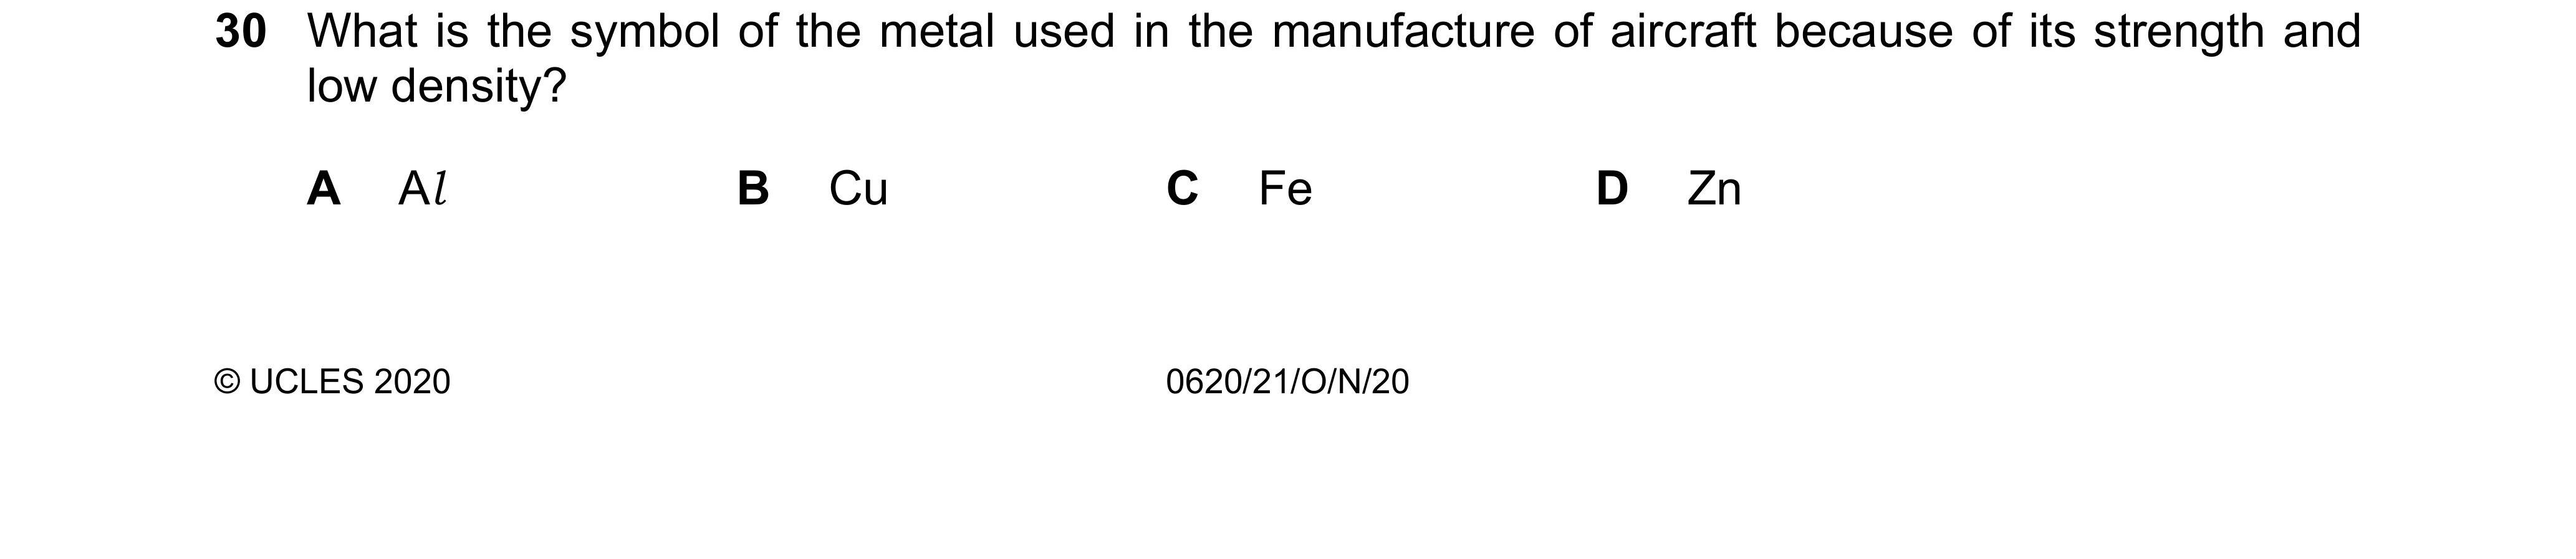 30 What is the symbol of the metal used in the manufacture of aircraft because of its strength and
low density?
A Al B Cu C Fe D Zn
© UCLES 2020 0620/21/O/N/20